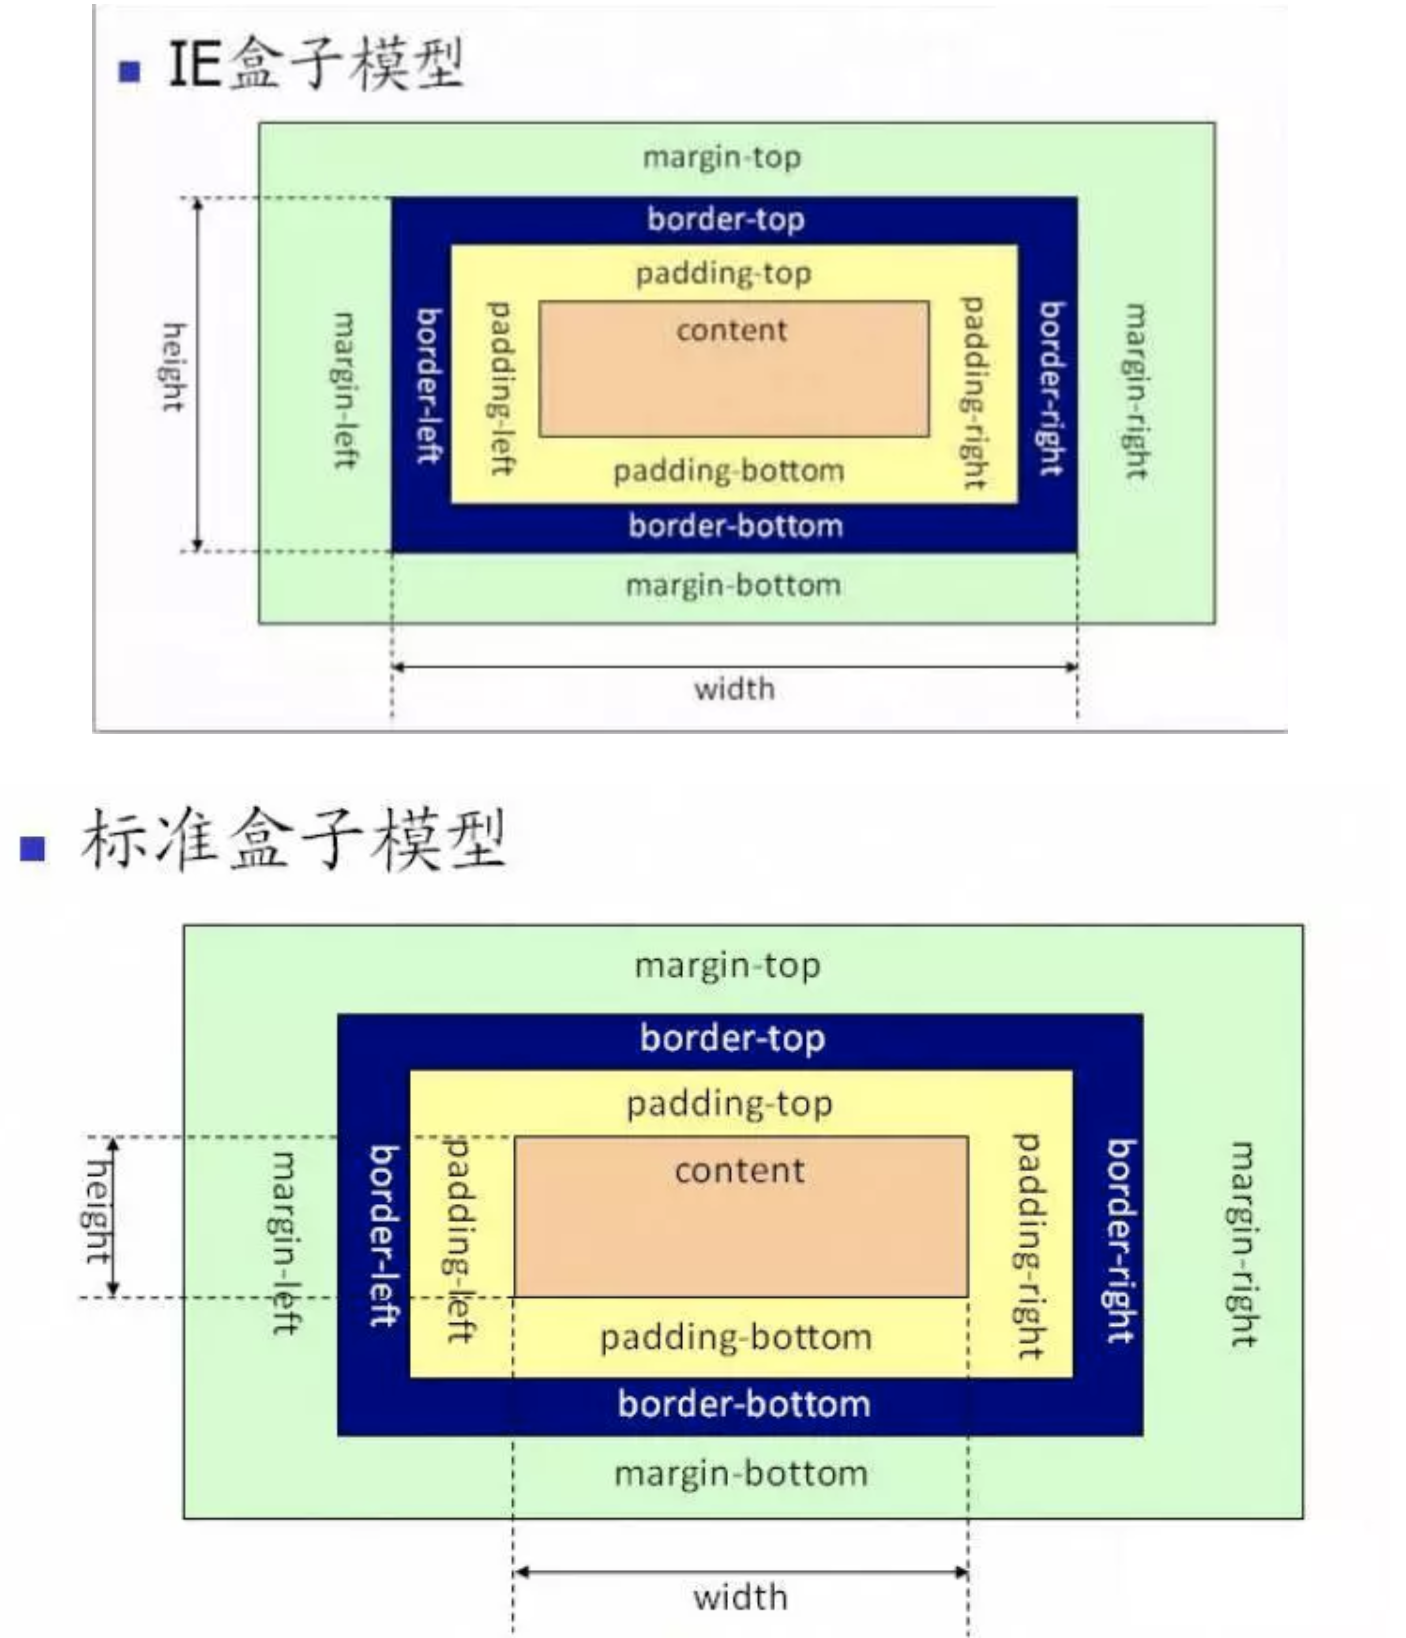 IE盒子模型
margin-top
border-top
padding-top
content
height
margin-left
border-left
padding-left
padding-right
border-right
margin-right
padding-bottom
border-bottom
margin-bottom
width
标准盒子模型
margin-top
border-top
padding-top
content
height
margin-left
border-left
padding-left
padding-right
border-right
margin-right
padding-bottom
border-bottom
margin-bottom
width